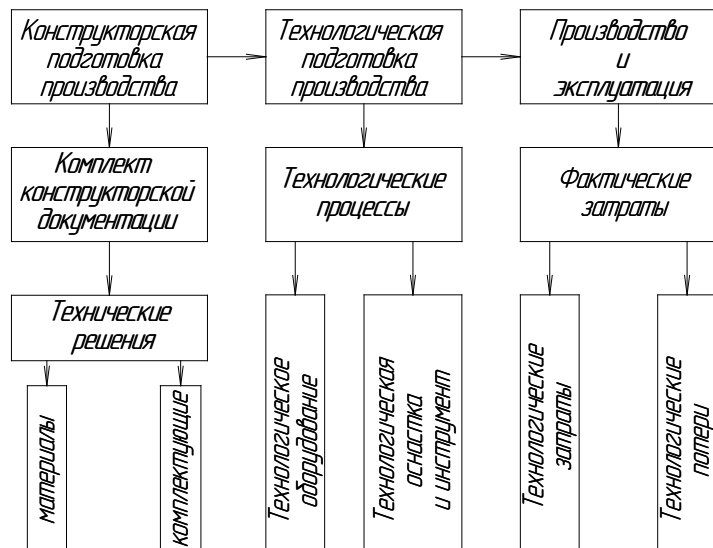 Конструкторская
подготовка
производства
Технологическая
подготовка
производства
Производство
и
эксплуатация
Комплект
конструкторской
документации
Технологические
процессы
Фактические
затраты
Технические
решения
материалы
комплектующие
Технологическое
оборудование
Технологическая
оснастка
и инструмент
Технологические
затраты
Технологические
потери